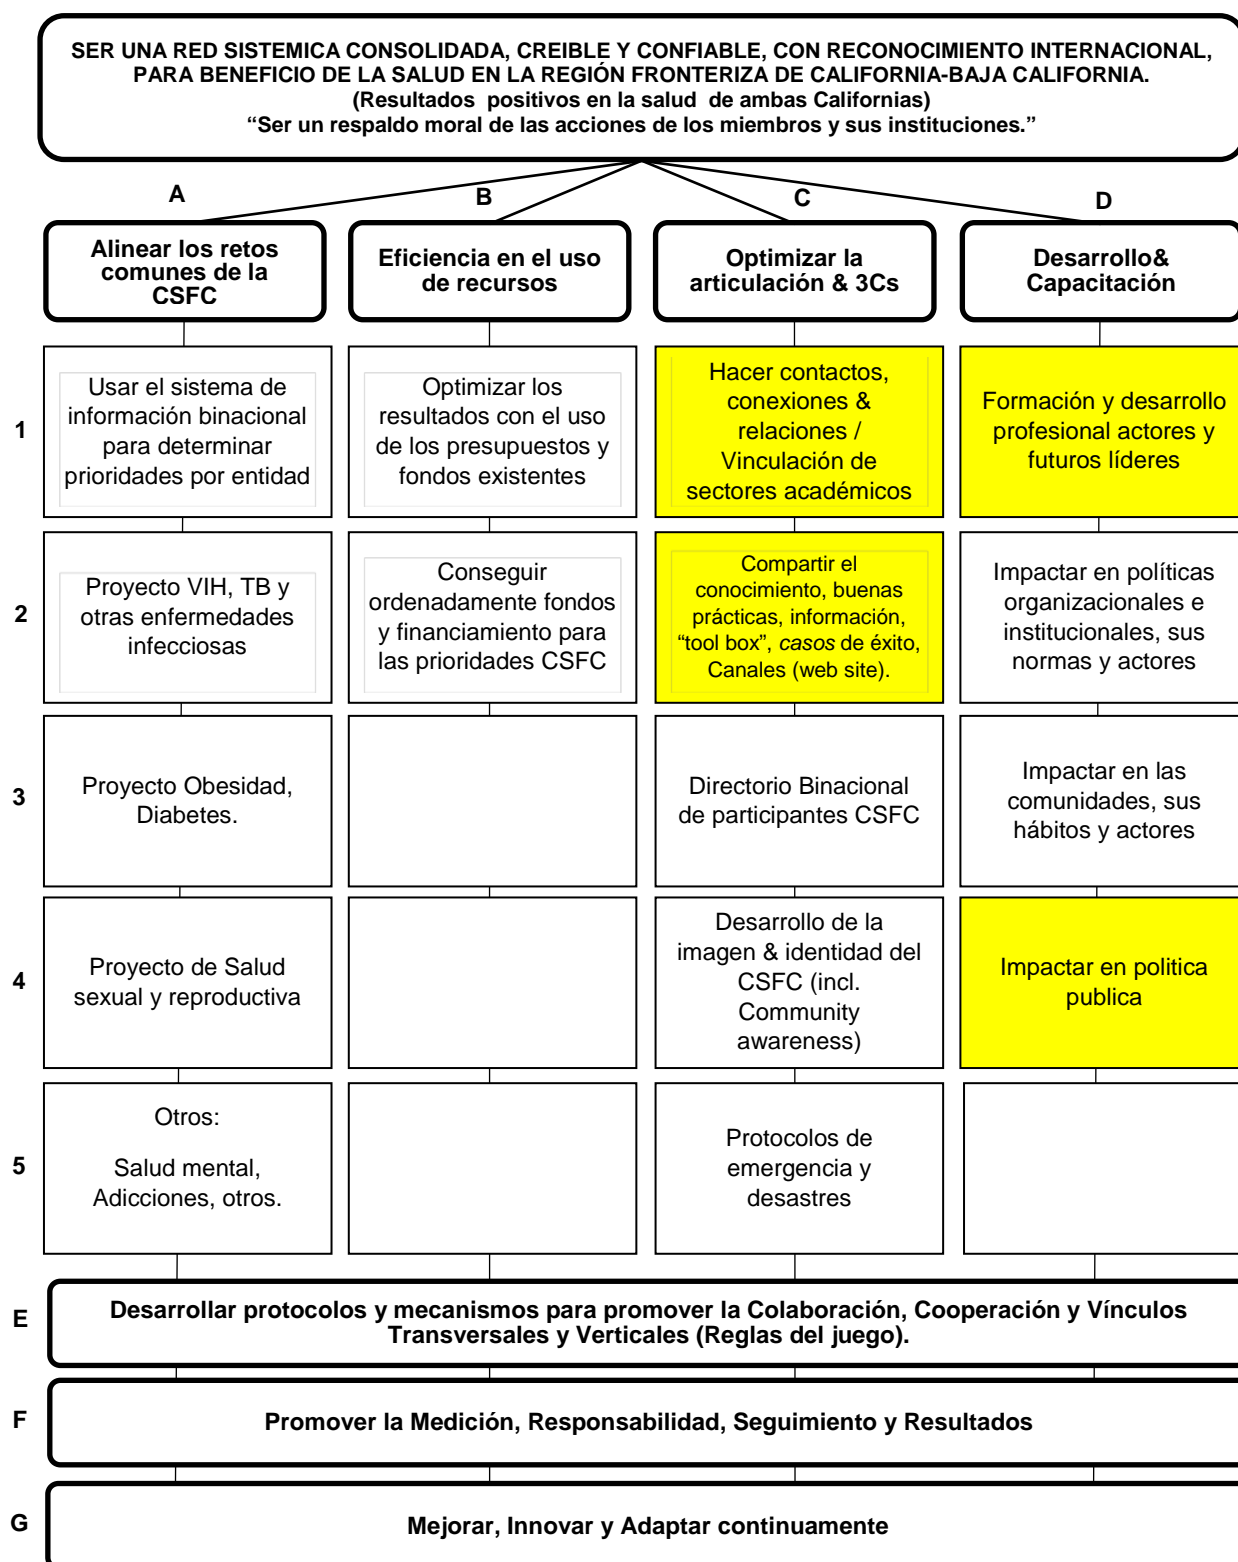 SER UNA RED SISTEMICA CONSOLIDADA, CREIBLE Y CONFIABLE, CON RECONOCIMIENTO INTERNACIONAL,
PARA BENEFICIO DE LA SALUD EN LA REGIÓN FRONTERIZA DE CALIFORNIA-BAJA CALIFORNIA.
(Resultados positivos en la salud de ambas Californias)
“Ser un respaldo moral de las acciones de los miembros y sus instituciones.”
A
B
C
D
Alinear los retos
comunes de la
CSFC
Eficiencia en el uso
de recursos
Optimizar la
articulación & 3Cs
Desarrollo&
Capacitación
1
Usar el sistema de
información binacional
para determinar
prioridades por entidad
Optimizar los
resultados con el uso
de los presupuestos y
fondos existentes
Hacer contactos,
conexiones &
relaciones /
Vinculación de
sectores académicos
Formación y desarrollo
profesional actores y
futuros líderes
2
Proyecto VIH, TB y
otras enfermedades
infecciosas
Conseguir
ordenadamente fondos
y financiamiento para
las prioridades CSFC
Compartir el
conocimiento, buenas
prácticas, información,
“tool box”, casos de éxito,
Canales (web site).
Impactar en políticas
organizacionales e
institucionales, sus
normas y actores
3
Proyecto Obesidad,
Diabetes.
Directorio Binacional
de participantes CSFC
Impactar en las
comunidades, sus
hábitos y actores
4
Proyecto de Salud
sexual y reproductiva
Desarrollo de la
imagen & identidad del
CSFC (incl.
Community
awareness)
Impactar en politica
publica
5
Otros:
Salud mental,
Adicciones, otros.
Protocolos de
emergencia y
desastres
E
Desarrollar protocolos y mecanismos para promover la Colaboración, Cooperación y Vínculos
Transversales y Verticales (Reglas del juego).
F
Promover la Medición, Responsabilidad, Seguimiento y Resultados
G
Mejorar, Innovar y Adaptar continuamente